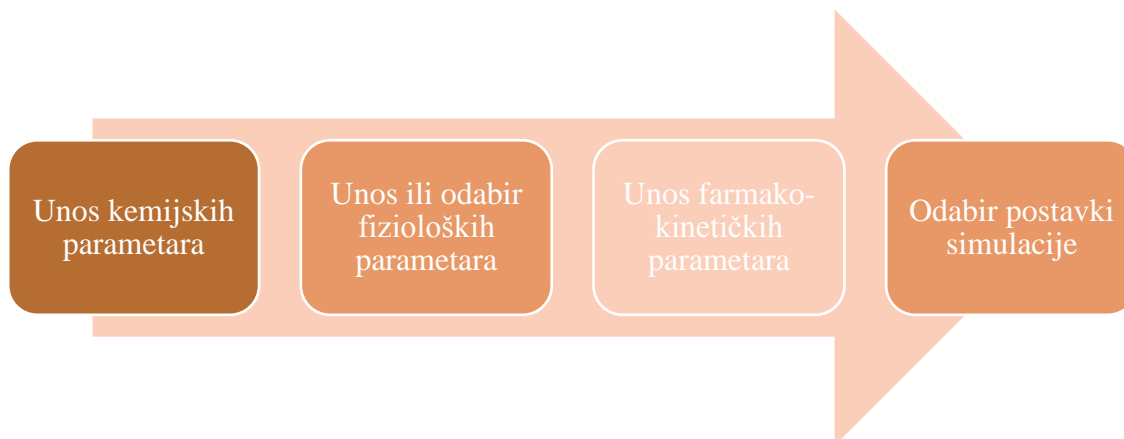 Unos kemijskih
parametara
Unos ili odabir
fizioloških
parametara
Unos farmako-
kinetičkih
parametara
Odabir postavki
simulacije